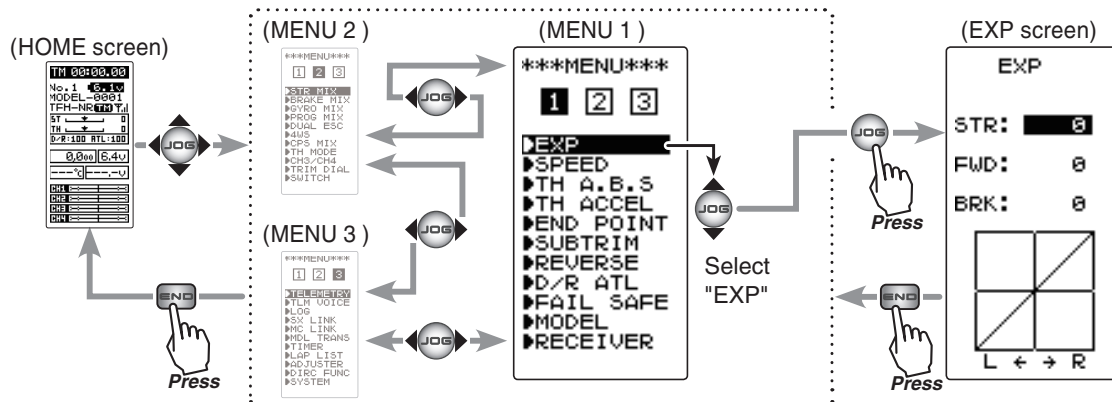 (HOME screen)
TM 00:00.00
No.1 6.1V
MODEL-0001
TFH-NR TM
ST 0
TH 0
D/R:100 ATL:100
0,000 6.4V
---℃ ---.-V
CH1
CH2
CH3
CH4
JOG
END
Press
(MENU 2 )
***MENU***
1 2 3
STR MIX
BRAKE MIX
GYRO MIX
PROG MIX
DUAL ESC
4WS
CPS MIX
TH MODE
CH3/CH4
TRIM DIAL
SWITCH
JOG
JOG
(MENU 3 )
***MENU***
1 2 3
TELEMETRY
TLM VOICE
LOG
SX LINK
MC LINK
MDL TRANS
TIMER
LAP LIST
ADJUSTER
DIRC FUNC
SYSTEM
JOG
(MENU 1 )
***MENU***
1 2 3
EXP
SPEED
TH A.B.S
TH ACCEL
END POINT
SUBTRIM
REVERSE
D/R ATL
FAIL SAFE
MODEL
RECEIVER
JOG
Select
"EXP"
JOG
Press
END
Press
(EXP screen)
EXP
STR: 0
FWD: 0
BRK: 0
L ← → R